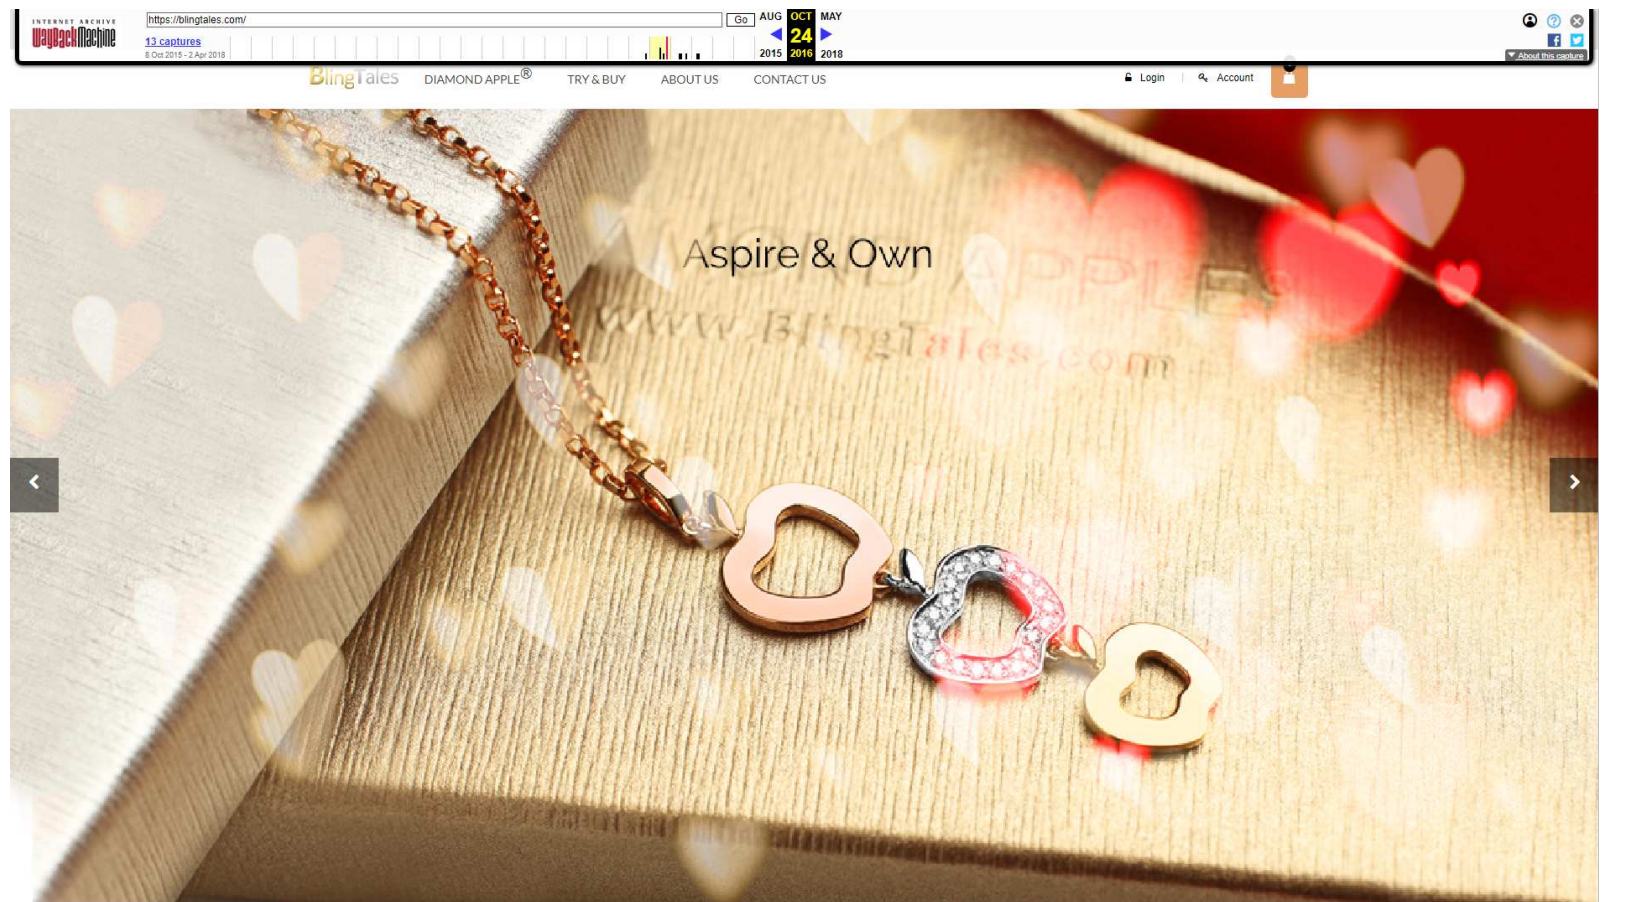 INTERNET ARCHIVE
WayBackMachine
https://blingtales.com/
Go
AUG OCT MAY
13 captures
24
8 Oct 2015 - 2 Apr 2018
2015 2016 2018
About this capture
BlingTales
DIAMOND APPLE®
TRY & BUY
ABOUT US
CONTACT US
Login
Account
Aspire & Own
APPLES
www.BlingTales.com